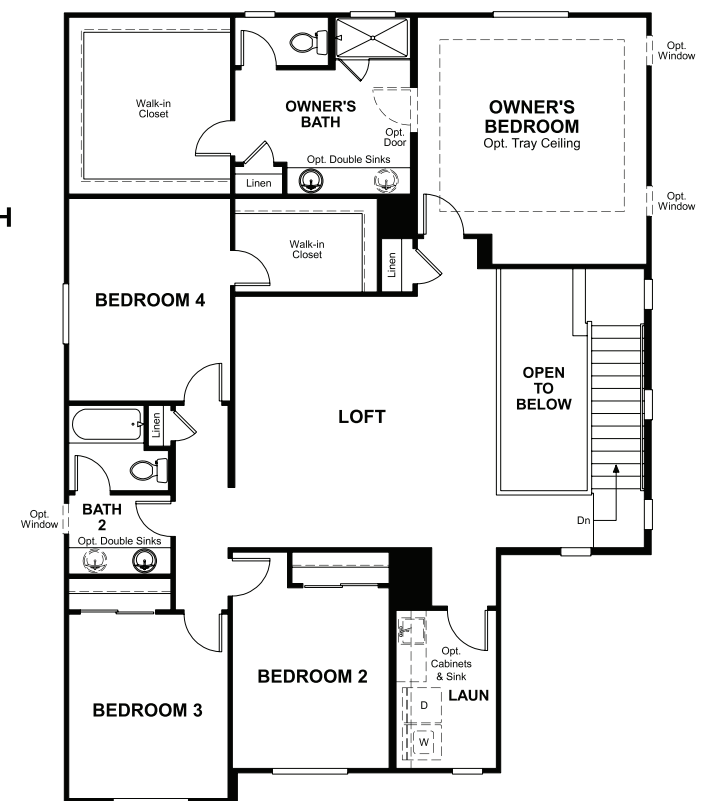 Walk-in
Closet
OWNER'S
BATH
Opt.
Door
Opt. Double Sinks
Linen
OWNER'S
BEDROOM
Opt. Tray Ceiling
Opt.
Window
Opt.
Window
Walk-in
Closet
Linen
BEDROOM 4
OPEN
TO
BELOW
LOFT
Linen
Opt.
Window
BATH
2
Opt. Double Sinks
Dn
Opt.
Cabinets
& Sink
LAUN
D
W
BEDROOM 2
BEDROOM 3